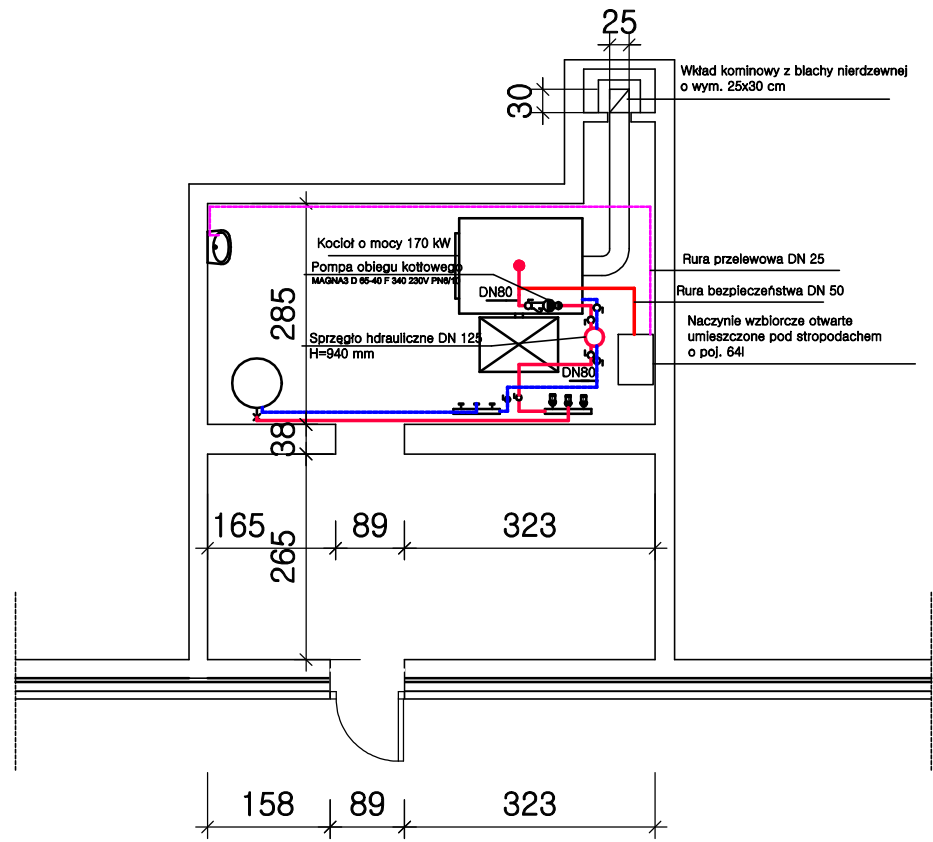 25
Wkład kominowy z blachy nierdzewnej
o wym. 25x30 cm
30
Kocioł o mocy 170 kW
Pompa obiegu kotłowego
MAGNA3 D 65-40 F 340 230V PN6/10
DN80
Rura przelewowa DN 25
Rura bezpieczeństwa DN 50
Naczynie wzbiorcze otwarte
umieszczone pod stropodachem
o poj. 64l
285
Sprzęgło hdrauliczne DN 125
H=940 mm
DN80
38
165
89
323
265
158
89
323